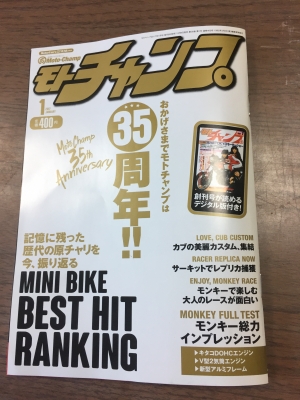 Moto Champ
モトチャンプ
1
400円
Moto Champ
35th
Anniversary
おかげさまでモトチャンプは
35
周年!!
創刊号が読める
デジタル版付き!
記憶に残った
歴代の原チャリを
今、振り返る
MINI BIKE
BEST HIT
RANKING
LOVE, CUB CUSTOM
カブの美麗カスタム、集結
RACER REPLICA NOW
サーキットでレプリカ捕獲
ENJOY, MONKEY RACE
モンキーで楽しむ
大人のレースが面白い
MONKEY FULL TEST
モンキー総力
インプレッション
キタコDOHCエンジン
V型2気筒エンジン
新型アルミフレーム